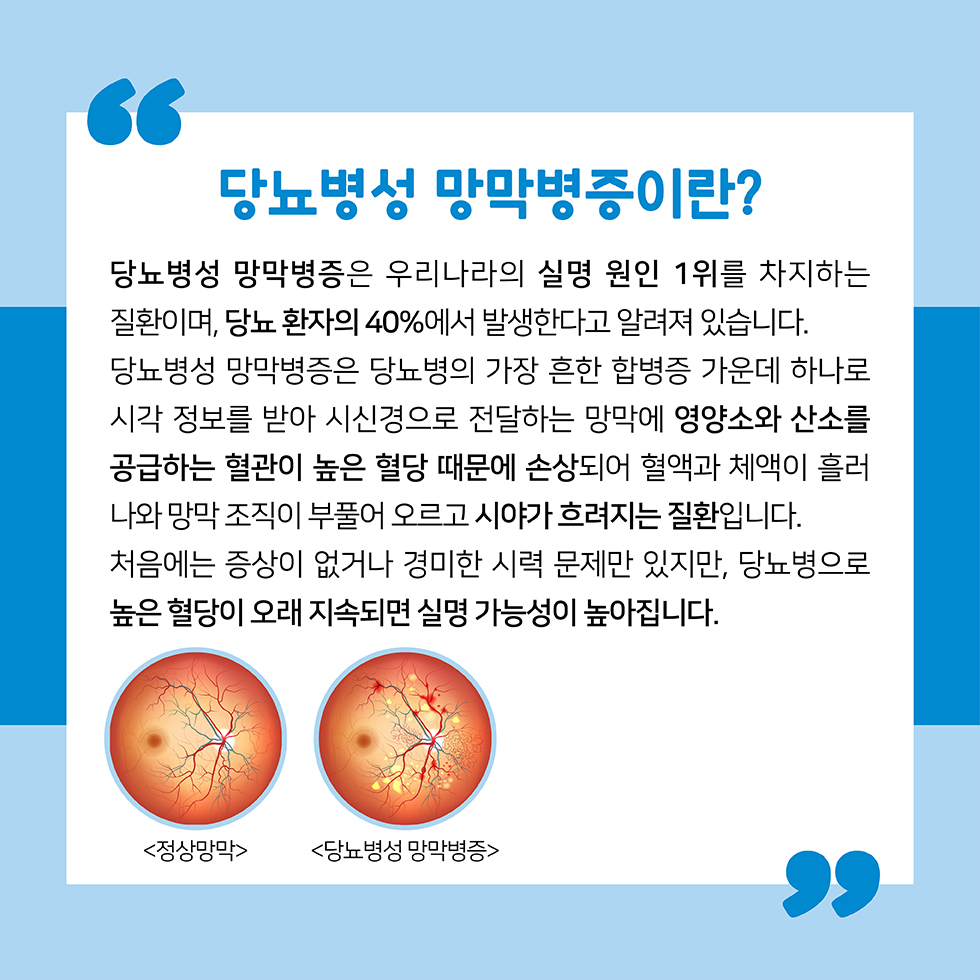 당뇨병성 망막병증이란?
당뇨병성 망막병증은 우리나라의 실명 원인 1위를 차지하는
질환이며, 당뇨 환자의 40%에서 발생한다고 알려져 있습니다.
당뇨병성 망막병증은 당뇨병의 가장 흔한 합병증 가운데 하나로
시각 정보를 받아 시신경으로 전달하는 망막에 영양소와 산소를
공급하는 혈관이 높은 혈당 때문에 손상되어 혈액과 체액이 흘러
나와 망막 조직이 부풀어 오르고 시야가 흐려지는 질환입니다.
처음에는 증상이 없거나 경미한 시력 문제만 있지만, 당뇨병으로
높은 혈당이 오래 지속되면 실명 가능성이 높아집니다.
<정상망막> <당뇨병성 망막병증>